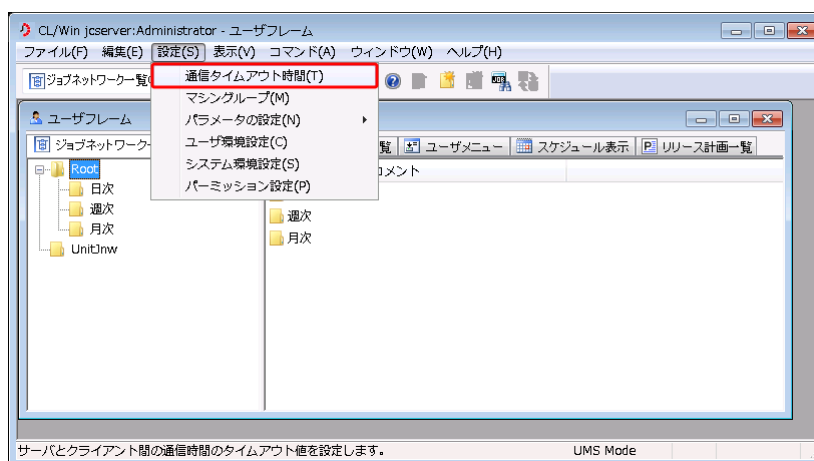 CL/Win jcserver:Administrator - ユーザフレーム
ファイル(F) 編集(E) 設定(S) 表示(V) コマンド(A) ウィンドウ(W) ヘルプ(H)
ジョブネットワーク一覧
通信タイムアウト時間(T)
マシングループ(M)
パラメータの設定(N)
ユーザ環境設定(C)
システム環境設定(S)
パーミッション設定(P)
ユーザフレーム
ジョブネットワーク 覧 ユーザメニュー スケジュール表示 リリース計画一覧
Root
日次
週次
月次
UnitJnw
コメント
週次
月次
サーバとクライアント間の通信時間のタイムアウト値を設定します。 UMS Mode